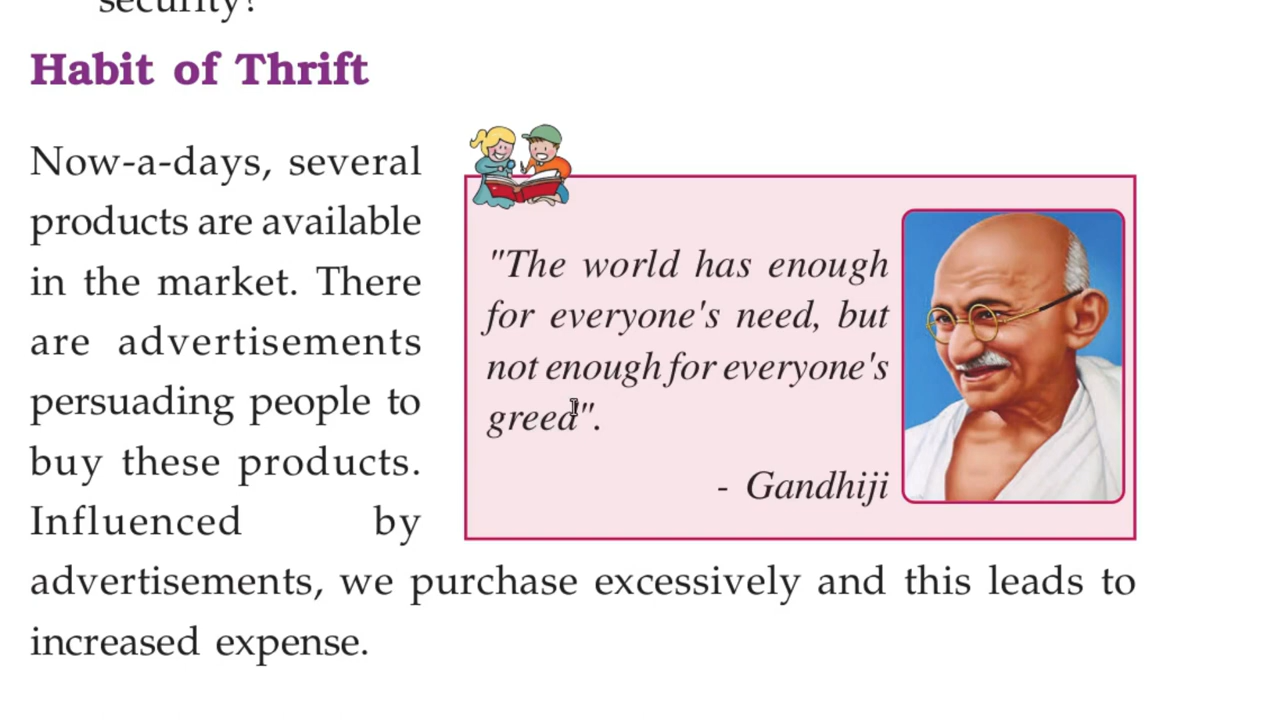 security?
Habit of Thrift
Now-a-days, several
products are available
in the market. There
are advertisements
persuading people to
buy these products.
Influenced by
advertisements, we purchase excessively and this leads to
increased expense.
"The world has enough
for everyone's need, but
not enough for everyone's
greed".
- Gandhiji